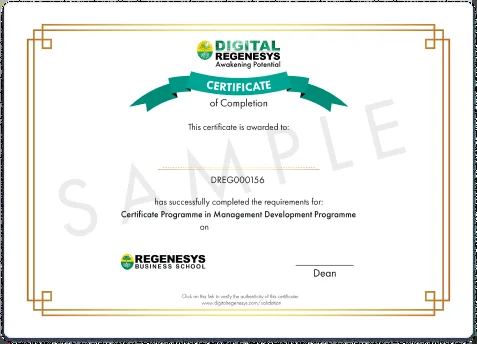 DIGITAL
REGENESYS
Awakening Potential
CERTIFICATE
of Completion
This certificate is awarded to:
SAMPLE
DREG000156
has successfully completed the requirements for:
Certificate Programme in Management Development Programme
on
REGENESYS
BUSINESS SCHOOL
Dean
Click on this link to verify the authenticity of this certificate:
www.digitalregenesys.com/validation